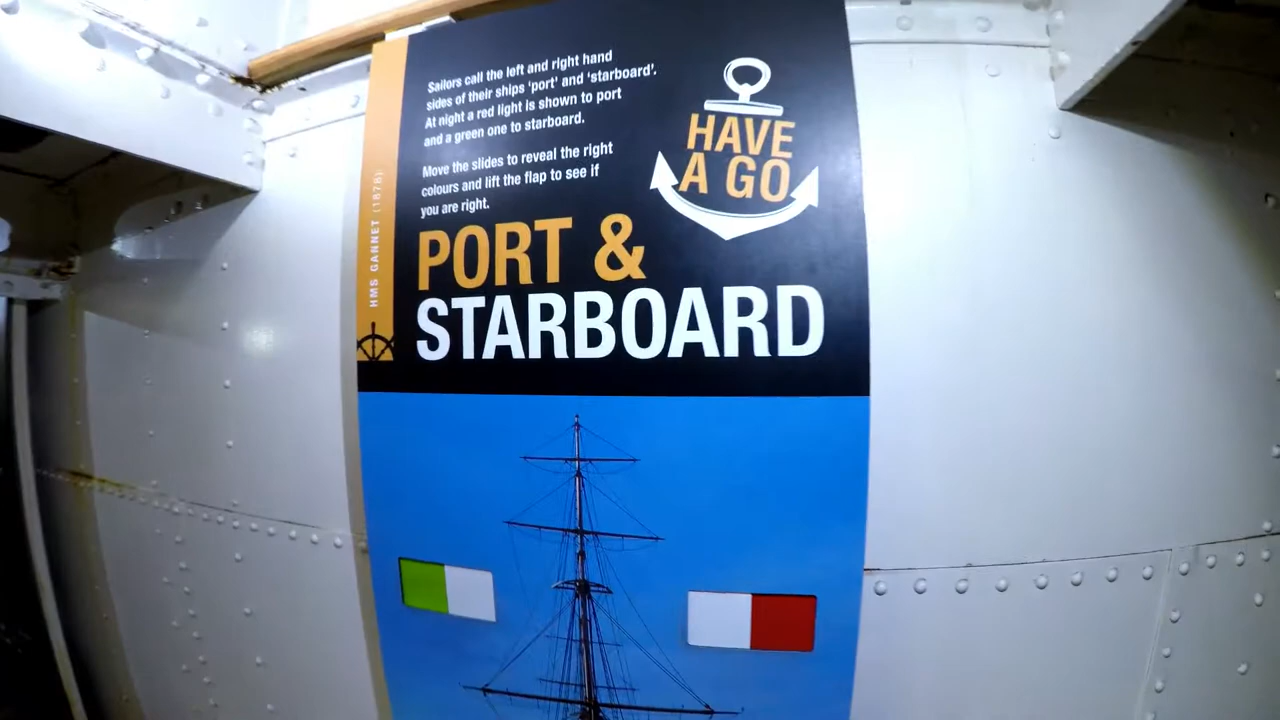 Sailors call the left and right hand
sides of their ships 'port' and 'starboard'.
At night a red light is shown to port
and a green one to starboard.
Move the slides to reveal the right
colours and lift the flap to see if
you are right.
HAVE
A GO
PORT &
STARBOARD
HMS GANNET (1878)